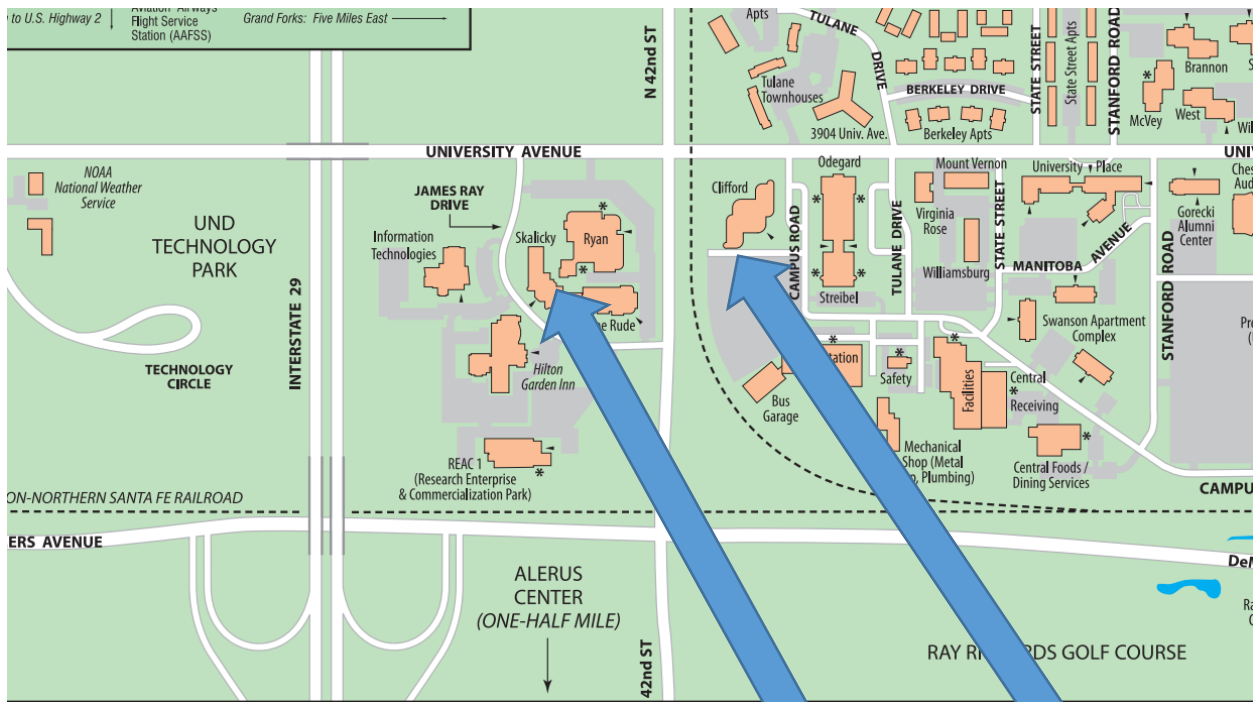 to U.S. Highway 2
Flight Service
Station (AAFSS)
Grand Forks: Five Miles East
N 42nd ST
Apts
TULANE
DRIVE
Tulane
Townhouses
3904 Univ. Ave.
BERKELEY DRIVE
Berkeley Apts
STATE STREET
State Street Apts
STANFORD ROAD
Brannon
McVey
West
UNIVERSITY AVENUE
NOAA
National Weather
Service
UND
TECHNOLOGY
PARK
TECHNOLOGY
CIRCLE
INTERSTATE 29
JAMES RAY
DRIVE
Information
Technologies
Skalicky
Ryan
Rude
Hilton
Garden Inn
REAC 1
(Research Enterprise
& Commercialization Park)
Clifford
CAMPUS ROAD
Odegard
Streibel
TULANE DRIVE
Mount Vernon
Virginia
Rose
Williamsburg
STATE STREET
University Place
MANITOBA
AVENUE
Gorecki
Alumni
Center
STANFORD ROAD
Swanson Apartment
Complex
Bus
Garage
Safety
Facilities
Central
Receiving
Mechanical
Shop (Metal
Plumbing)
Central Foods /
Dining Services
CAMPU
ON-NORTHERN SANTA FE RAILROAD
ERS AVENUE
ALERUS
CENTER
(ONE-HALF MILE)
42nd ST
RAY
GOLF COURSE
DeM